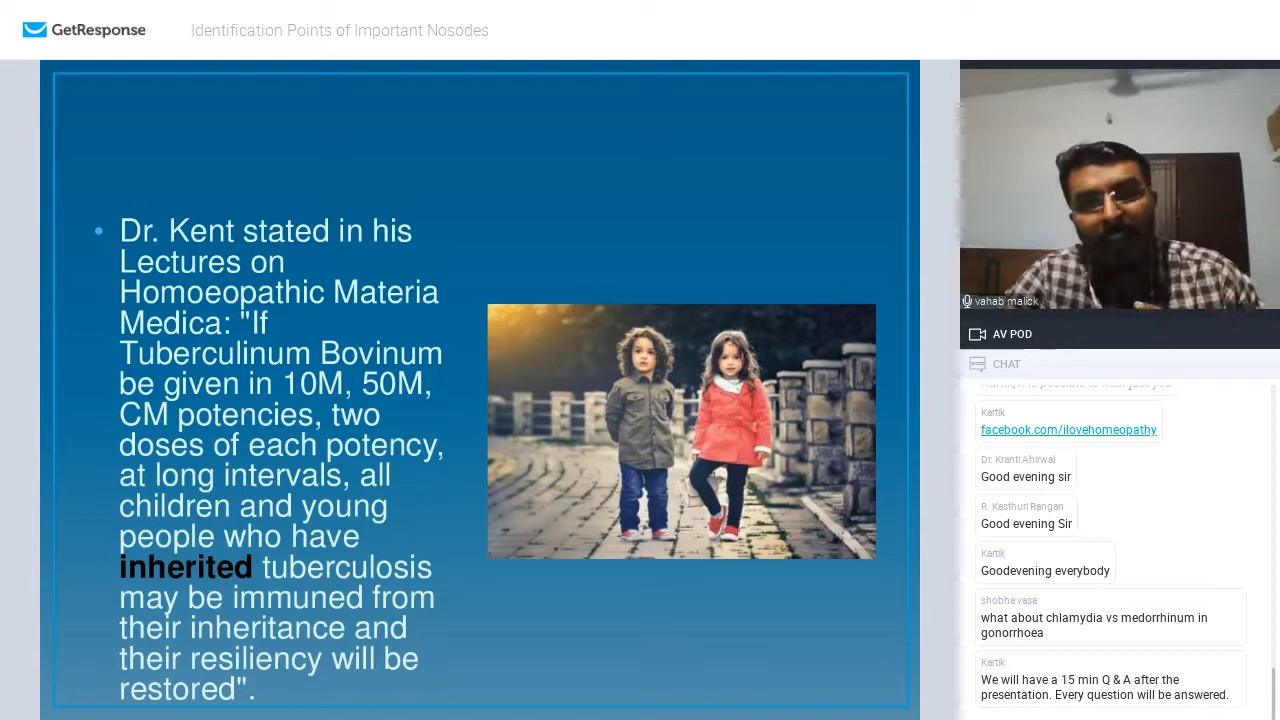 GetResponse
Identification Points of Important Nosodes
• Dr. Kent stated in his
Lectures on
Homoeopathic Materia
Medica: "If
Tuberculinum Bovinum
be given in 10M, 50M,
CM potencies, two
doses of each potency,
at long intervals, all
children and young
people who have
inherited tuberculosis
may be immuned from
their inheritance and
their resiliency will be
restored".
vahab malick
AV POD
CHAT
Kartik
facebook.com/ilovehomeopathy
Dr. Kranti Ahirwal
Good evening sir
R. Kasthuri Rangan
Good evening Sir
Kartik
Goodevening everybody
shobha vasa
what about chlamydia vs medorrhinum in
gonorrhoea
Kartik
We will have a 15 min Q & A after the
presentation. Every question will be answered.